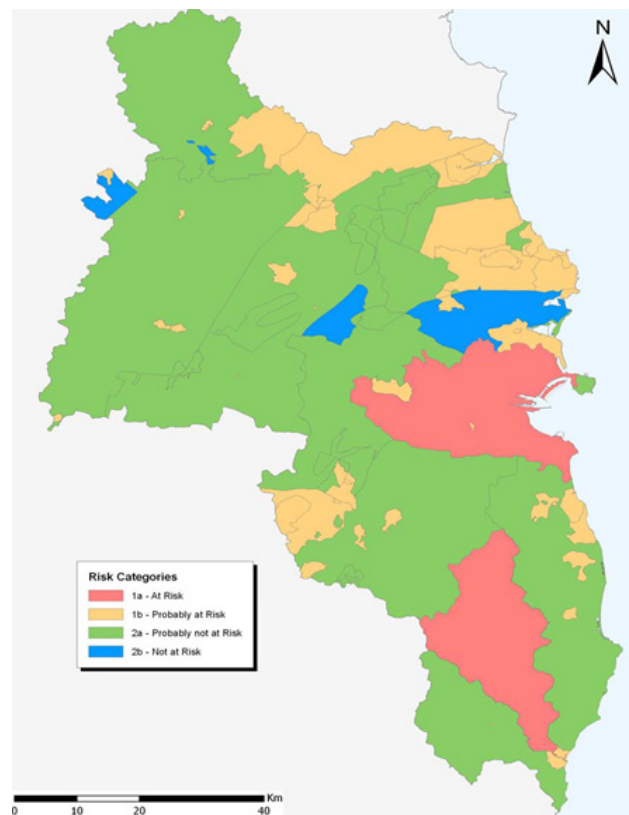 N
Risk Categories
1a - At Risk
1b - Probably at Risk
2a - Probably not at Risk
2b - Not at Risk
Km
0 10 20 40